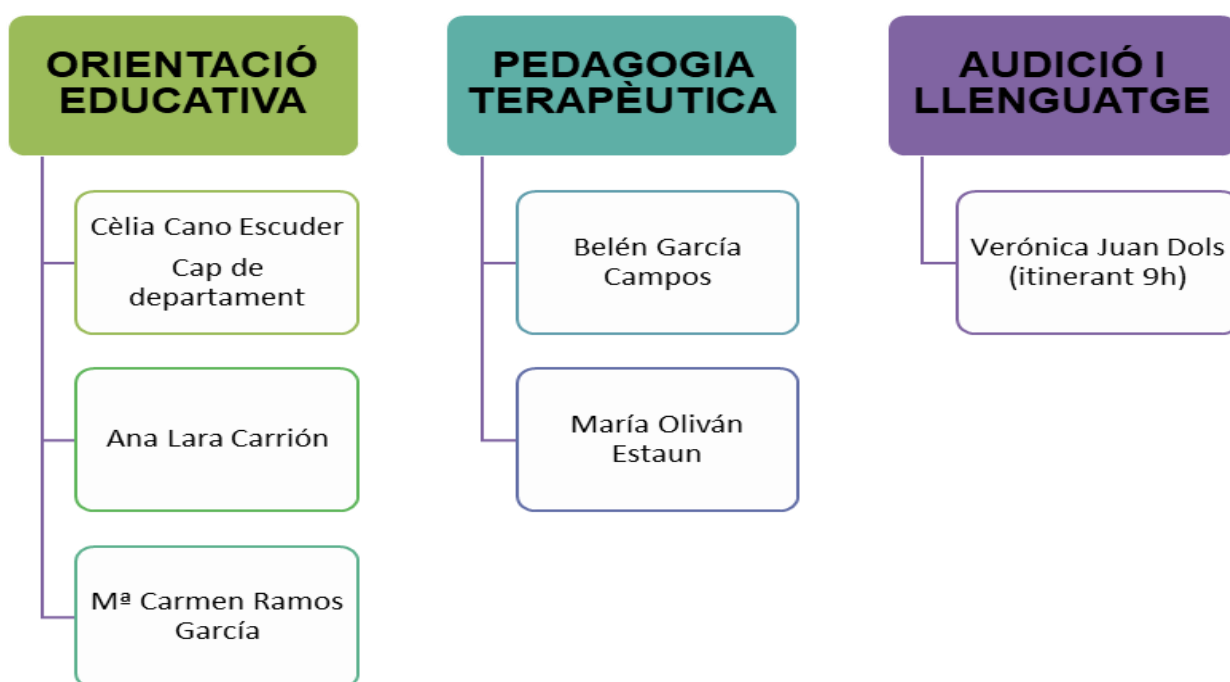 ORIENTACIÓ
EDUCATIVA
Cèlia Cano Escuder
Cap de
departament
Ana Lara Carrión
Mª Carmen Ramos
García
PEDAGOGIA
TERAPÈUTICA
Belén García
Campos
María Oliván
Estaun
AUDICIÓ I
LLENGUATGE
Verónica Juan Dols
(itinerant 9h)